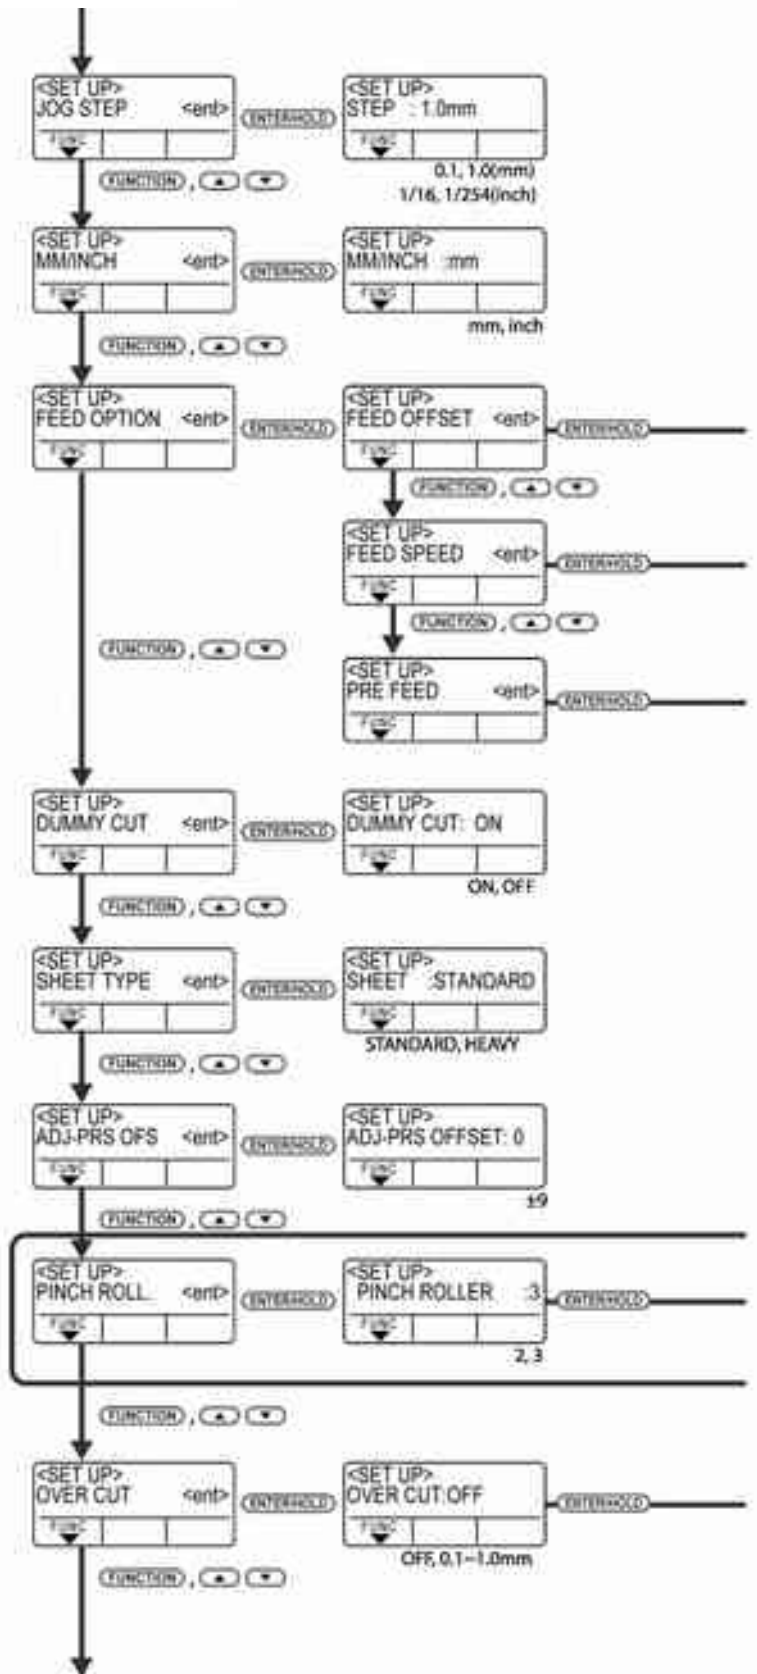 <SET UP>
JOG STEP <ent>
FUNC
ENTER/HOLD
<SET UP>
STEP : 1.0mm
FUNC
0.1, 1.0(mm)
1/16, 1/254(inch)
FUNCTION , ▲ ▼
<SET UP>
MM/INCH <ent>
FUNC
ENTER/HOLD
<SET UP>
MM/INCH :mm
FUNC
mm, inch
FUNCTION , ▲ ▼
<SET UP>
FEED OPTION <ent>
FUNC
ENTER/HOLD
<SET UP>
FEED OFFSET <ent>
FUNC
ENTER/HOLD
FUNCTION , ▲ ▼
<SET UP>
FEED SPEED <ent>
FUNC
ENTER/HOLD
FUNCTION , ▲ ▼
FUNCTION , ▲ ▼
<SET UP>
PRE FEED <ent>
FUNC
ENTER/HOLD
<SET UP>
DUMMY CUT <ent>
FUNC
ENTER/HOLD
<SET UP>
DUMMY CUT: ON
FUNC
ON, OFF
FUNCTION , ▲ ▼
<SET UP>
SHEET TYPE <ent>
FUNC
ENTER/HOLD
<SET UP>
SHEET :STANDARD
FUNC
STANDARD, HEAVY
FUNCTION , ▲ ▼
<SET UP>
ADJ-PRS OFS <ent>
FUNC
ENTER/HOLD
<SET UP>
ADJ-PRS OFFSET: 0
FUNC
±9
FUNCTION , ▲ ▼
<SET UP>
PINCH ROLL. <ent>
FUNC
ENTER/HOLD
<SET UP>
PINCH ROLLER :3
FUNC
ENTER/HOLD
2, 3
FUNCTION , ▲ ▼
<SET UP>
OVER CUT <ent>
FUNC
ENTER/HOLD
<SET UP>
OVER CUT:OFF
FUNC
ENTER/HOLD
OFF, 0.1~1.0mm
FUNCTION , ▲ ▼